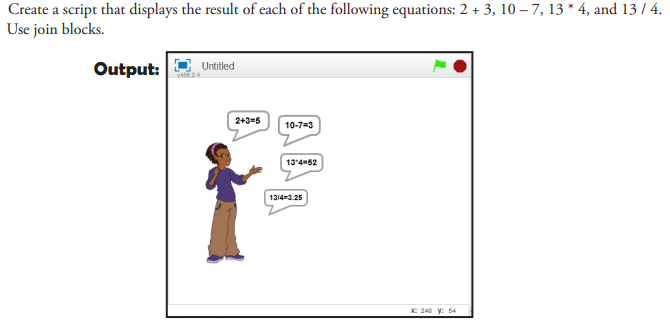 Create a script that displays the result of each of the following equations: 2 + 3, 10 – 7, 13 * 4, and 13 / 4.
Use join blocks.
Output:
Untitled
v456.0.4
2+3=5
10-7=3
13*4=52
13/4=3.25
x: 240 y: 54